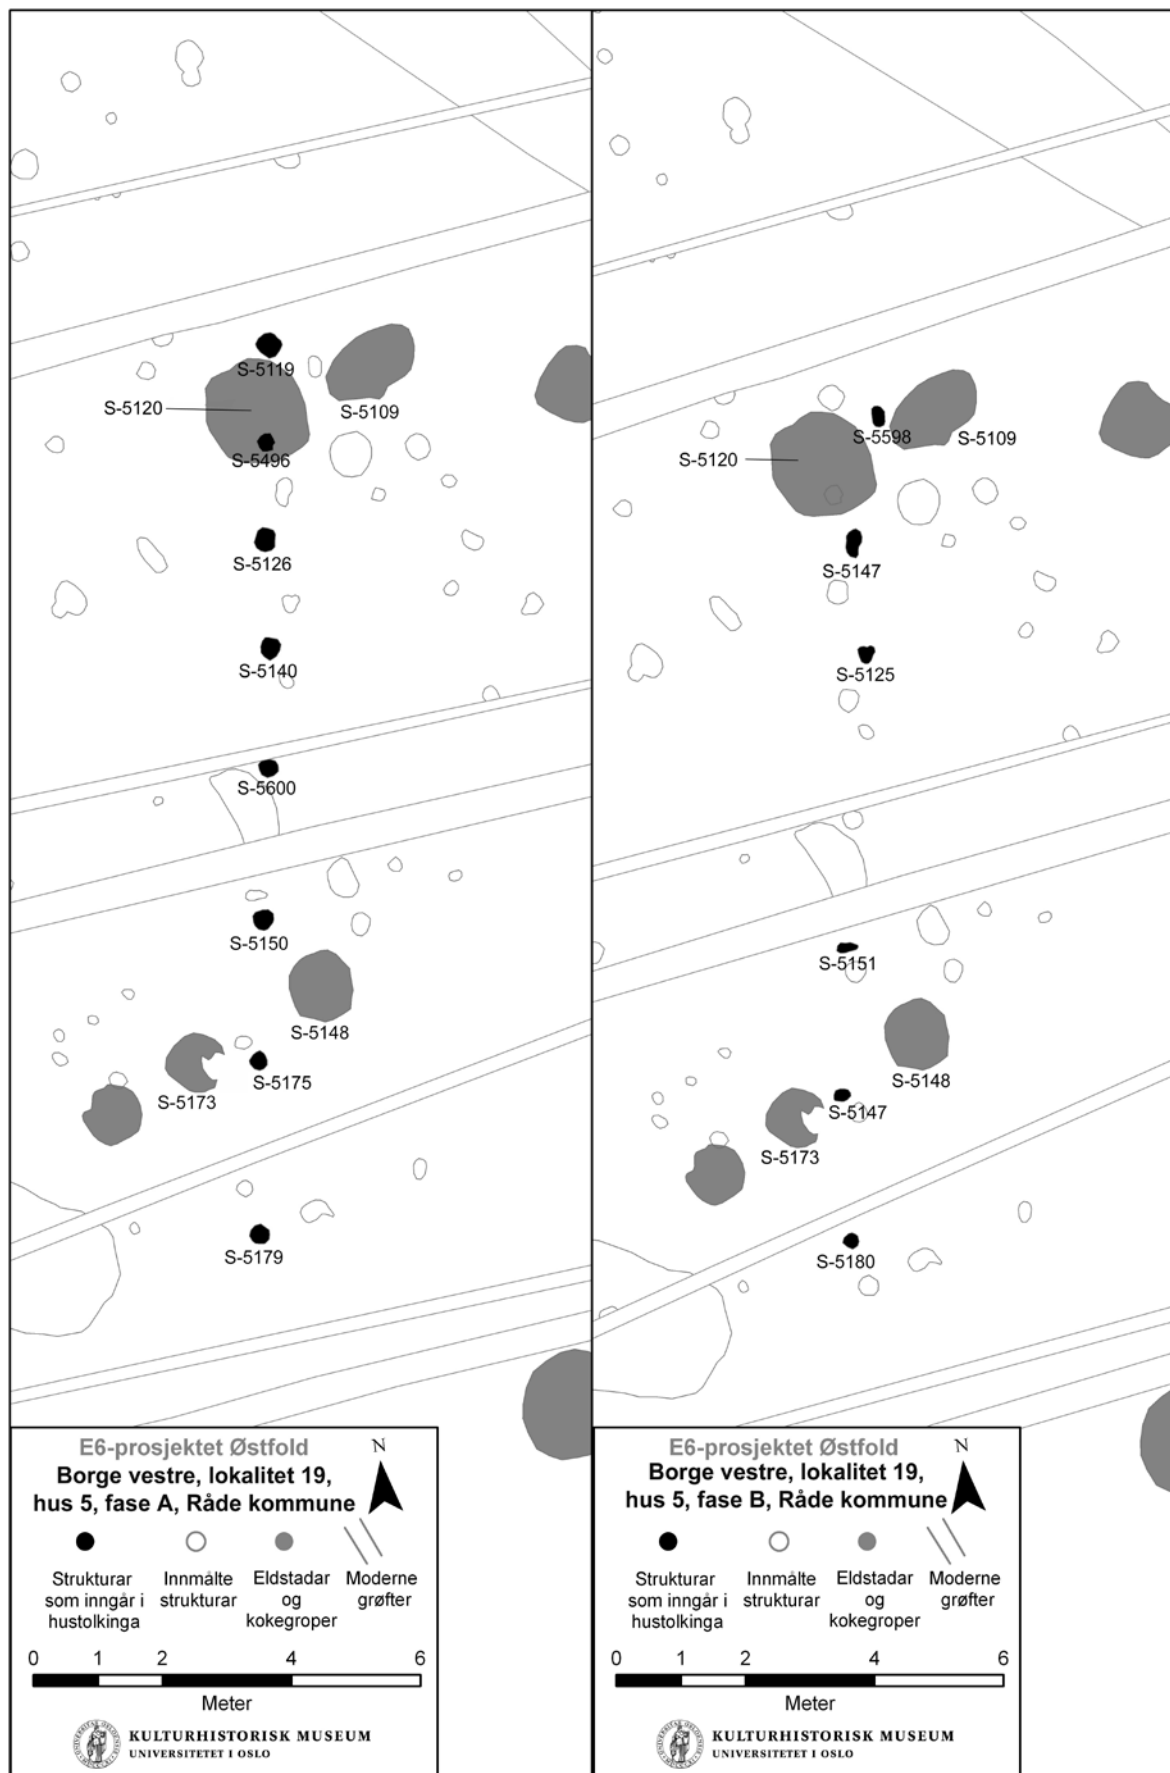 S-5119
S-5120
S-5109
S-5496
S-5126
S-5140
S-5600
S-5150
S-5148
S-5175
S-5173
S-5179
E6-prosjektet Østfold
N
Borge vestre, lokalitet 19,
hus 5, fase A, Råde kommune
Strukturar
som inngår i
hustolkinga
Innmålte
strukturar
Eldstadar
og
kokegroper
Moderne
grøfter
0 1 2 4 6
Meter
KULTURHISTORISK MUSEUM
UNIVERSITETET I OSLO
S-5598
S-5109
S-5120
S-5147
S-5125
S-5151
S-5148
S-5147
S-5173
S-5180
E6-prosjektet Østfold
N
Borge vestre, lokalitet 19,
hus 5, fase B, Råde kommune
Strukturar
som inngår i
hustolkinga
Innmålte
strukturar
Eldstadar
og
kokegroper
Moderne
grøfter
0 1 2 4 6
Meter
KULTURHISTORISK MUSEUM
UNIVERSITETET I OSLO